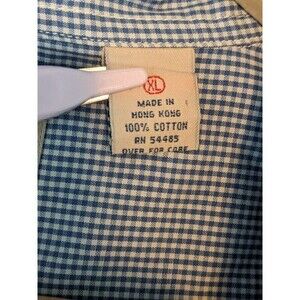 XL
MADE IN
HONG KONG
100% COTTON
RN 54485
OVER FOR CARE